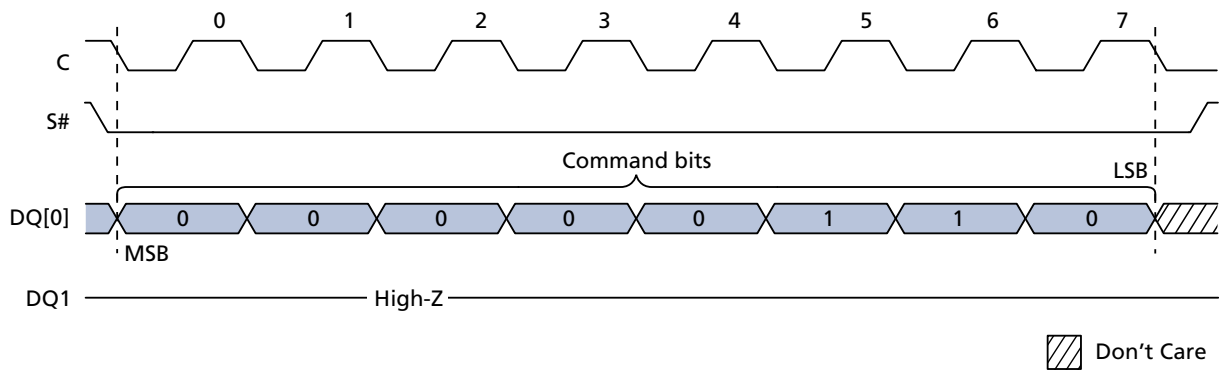 0 1 2 3 4 5 6 7
C
S#
Command bits
LSB
DQ[0] 0 0 0 0 0 1 1 0
MSB
DQ1 High-Z
Don't Care